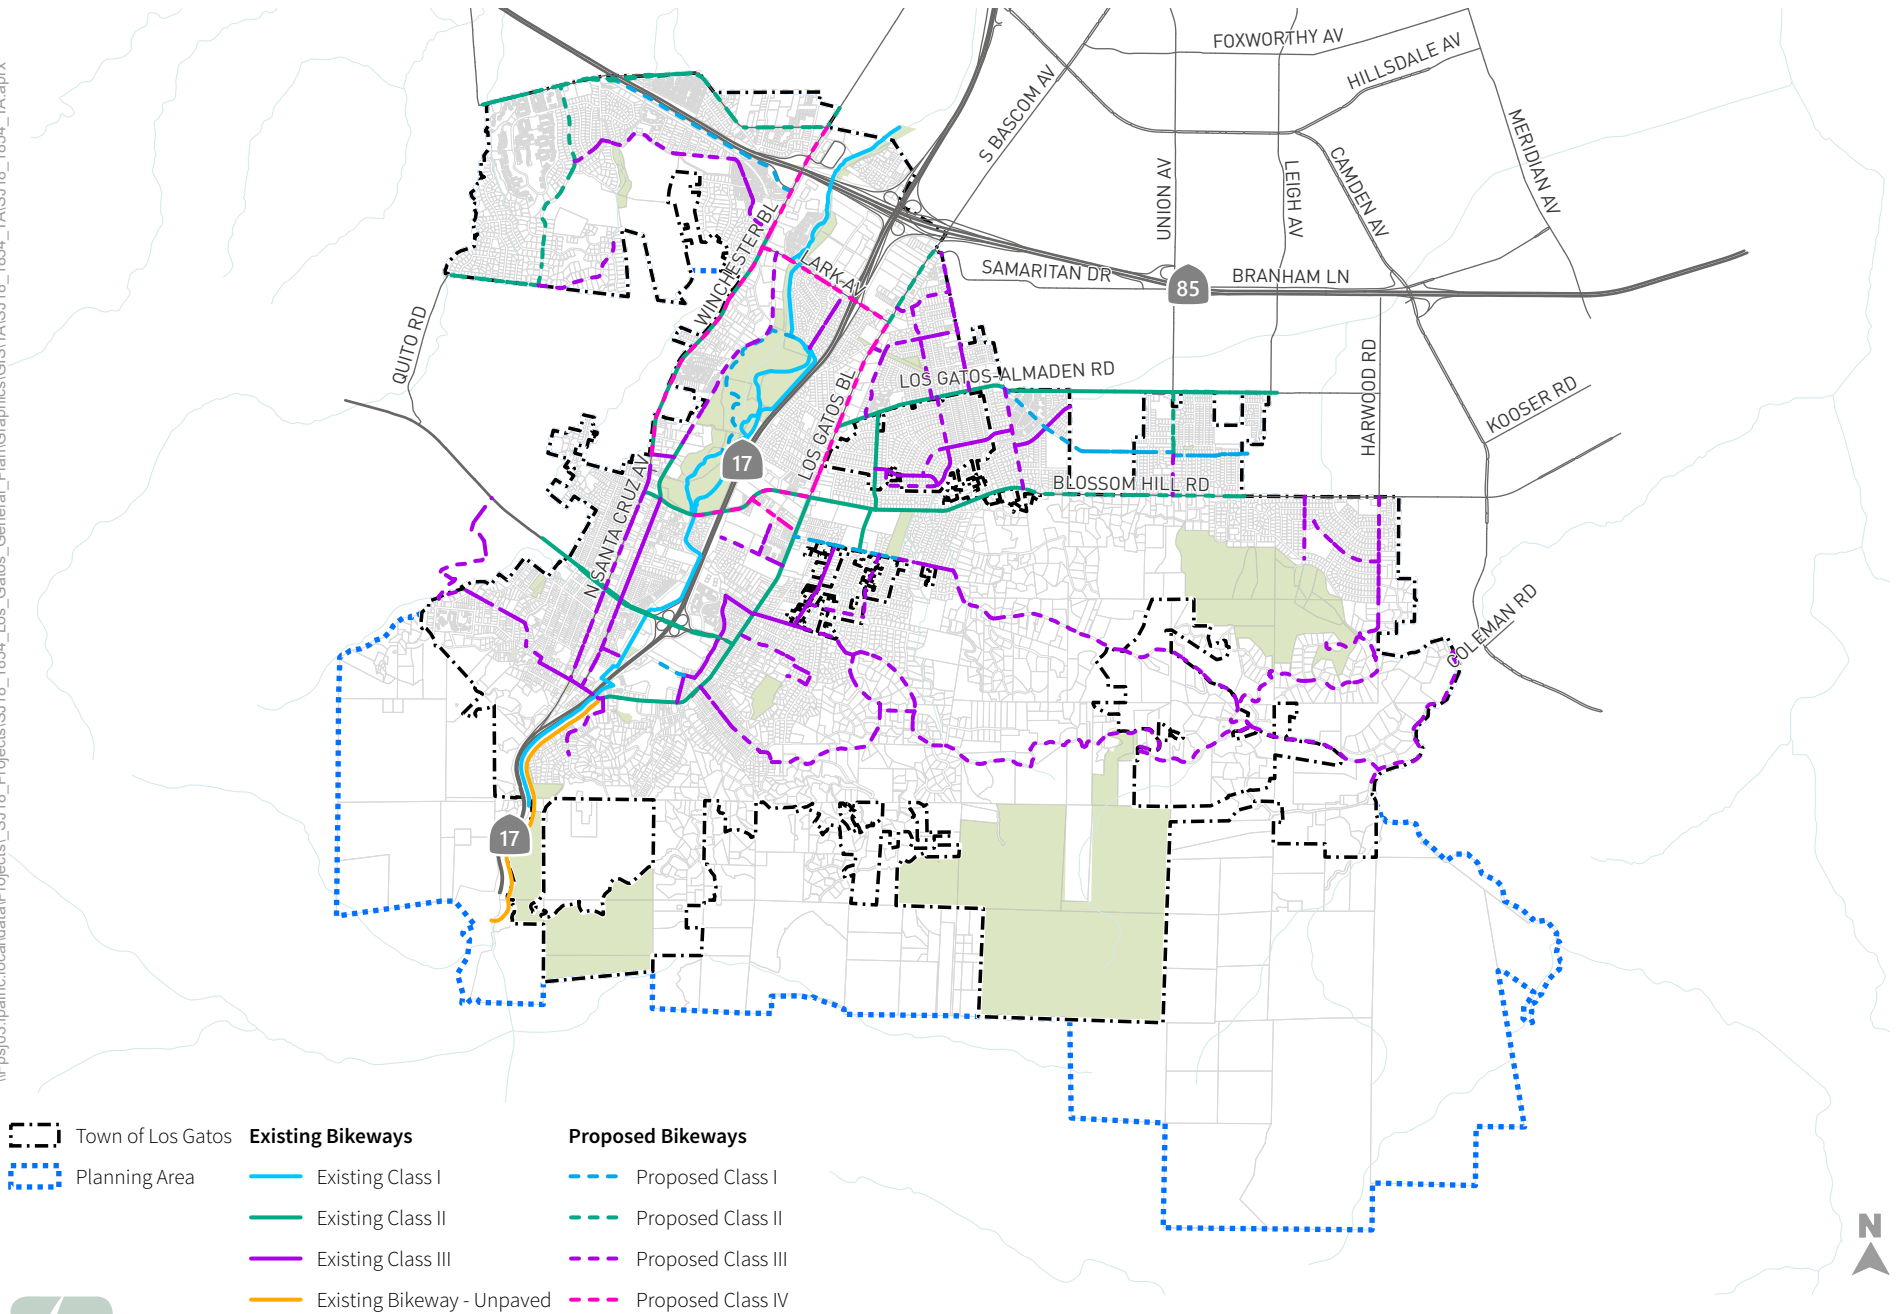 FOXWORTHY AV
HILLSDALE AV
S BASCOM AV
MERIDIAN AV
UNION AV
LEIGH AV
CAMDEN AV
WINCHESTER BL
LARK AV
SAMARITAN DR
85
BRANHAM LN
QUITO RD
HARWOOD RD
LOS GATOS-ALMADEN RD
KOOSER RD
LOS GATOS BL
17
N SANTA CRUZ AV
BLOSSOM HILL RD
COLEMAN RD
17
Town of Los Gatos
Planning Area
Existing Bikeways
Existing Class I
Existing Class II
Existing Class III
Existing Bikeway - Unpaved
Proposed Bikeways
Proposed Class I
Proposed Class II
Proposed Class III
Proposed Class IV
N